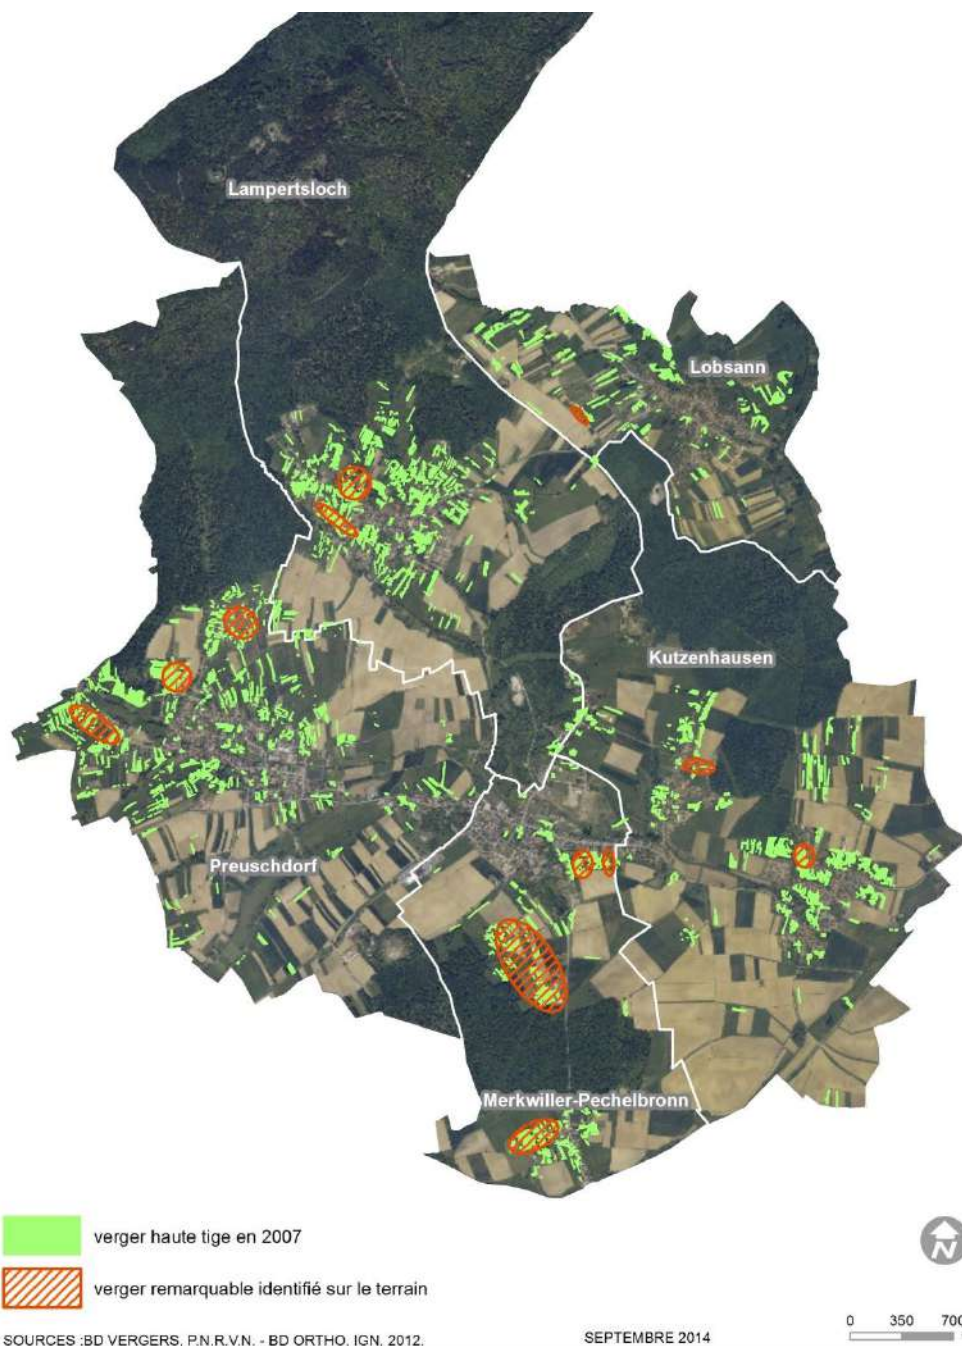 Lampertsloch
Lobsann
Kutzenhausen
Preuschdorf
Merkwiller-Pechelbronn
verger haute tige en 2007
N
verger remarquable identifié sur le terrain
0 350 700
SOURCES :BD VERGERS. P.N.R.V.N. - BD ORTHO. IGN. 2012.
SEPTEMBRE 2014